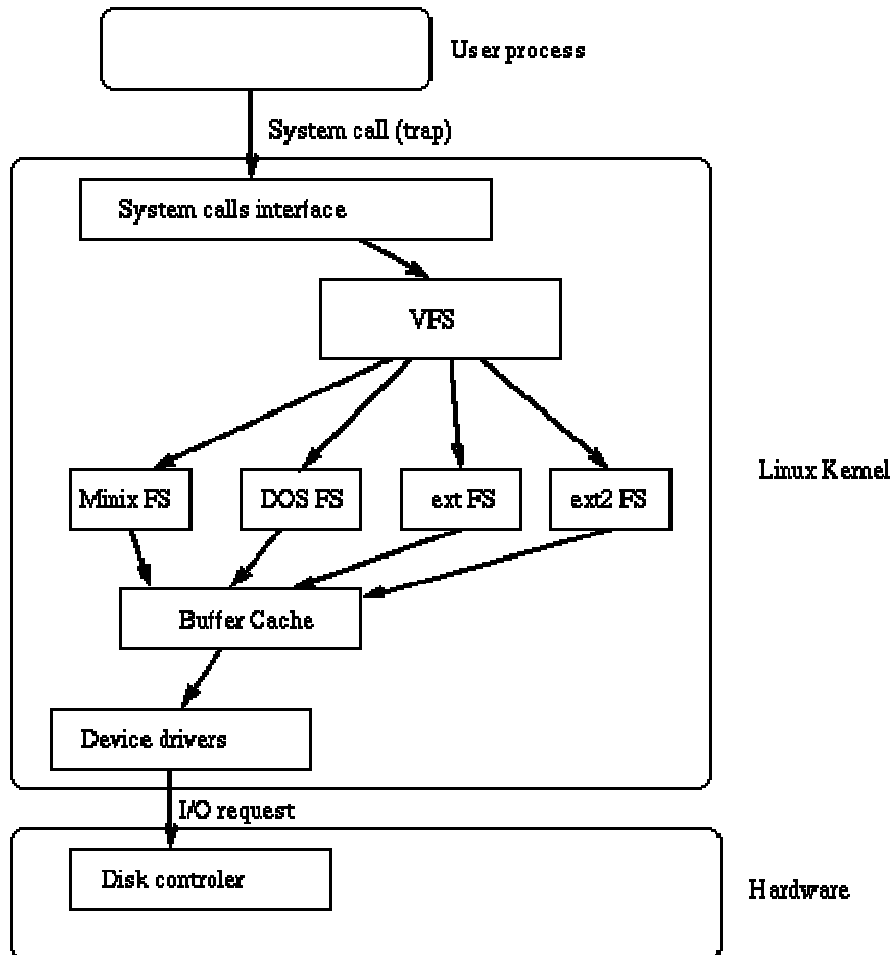 User process
System call (trap)
System calls interface
VFS
Linux Kernel
Minix FS
DOS FS
ext FS
ext2 FS
Buffer Cache
Device drivers
I/O request
Disk controler
Hardware